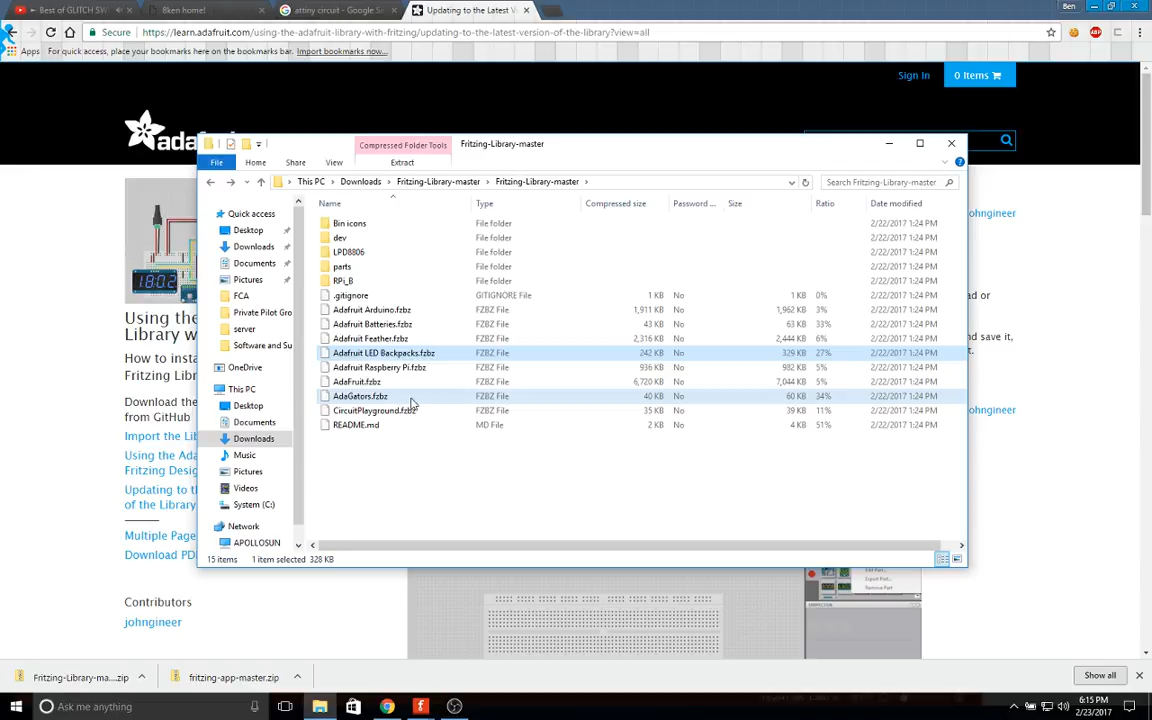 Best of GLITCH SW
8ken home!
attiny circuit - Google S
Updating to the Latest V
Ben
Secure
https://learn.adafruit.com/using-the-adafruit-library-with-fritzing/updating-to-the-latest-version-of-the-library?view=all
Apps
For quick access, place your bookmarks here on the bookmarks bar.
Import bookmarks now...
Sign In
0 Items
Compressed Folder Tools
Fritzing-Library-master
File
Home
Share
View
Extract
This PC
Downloads
Fritzing-Library-master
Fritzing-Library-master
Search Fritzing-Library-master
Name
Type
Compressed size
Password ...
Size
Ratio
Date modified
Quick access
Desktop
Downloads
Documents
Pictures
FCA
Private Pilot Gro
server
Software and Su
OneDrive
This PC
Desktop
Documents
Downloads
Music
Pictures
Videos
System (C:)
Network
APOLLOSUN
Bin icons File folder 2/22/2017 1:24 PM
dev File folder 2/22/2017 1:24 PM
LPD8806 File folder 2/22/2017 1:24 PM
parts File folder 2/22/2017 1:24 PM
RPi_B File folder 2/22/2017 1:24 PM
.gitignore GITIGNORE File 1 KB No 1 KB 0% 2/22/2017 1:24 PM
Adafruit Arduino.fzbz FZBZ File 1,911 KB No 1,962 KB 3% 2/22/2017 1:24 PM
Adafruit Batteries.fzbz FZBZ File 43 KB No 63 KB 33% 2/22/2017 1:24 PM
Adafruit Feather.fzbz FZBZ File 2,316 KB No 2,444 KB 6% 2/22/2017 1:24 PM
Adafruit LED Backpacks.fzbz FZBZ File 242 KB No 329 KB 27% 2/22/2017 1:24 PM
Adafruit Raspberry Pi.fzbz FZBZ File 936 KB No 982 KB 5% 2/22/2017 1:24 PM
AdaFruit.fzbz FZBZ File 6,720 KB No 7,044 KB 5% 2/22/2017 1:24 PM
AdaGators.fzbz FZBZ File 40 KB No 60 KB 34% 2/22/2017 1:24 PM
CircuitPlayground.fzbz FZBZ File 35 KB No 39 KB 11% 2/22/2017 1:24 PM
README.md MD File 2 KB No 4 KB 51% 2/22/2017 1:24 PM
15 items
1 item selected 328 KB
ada
18:02
Using the
Library w
How to insta
Fritzing Libra
Download the
from GitHub
Import the Lib
Using the Ada
Fritzing Desig
Updating to th
of the Library
Multiple Page
Download PD
Contributors
johngineer
johngineer
ad or
nd save it,
johngineer
Export Part...
Remove Part
Fritzing-Library-ma....zip
fritzing-app-master.zip
Show all
Ask me anything
6:15 PM
2/23/2017